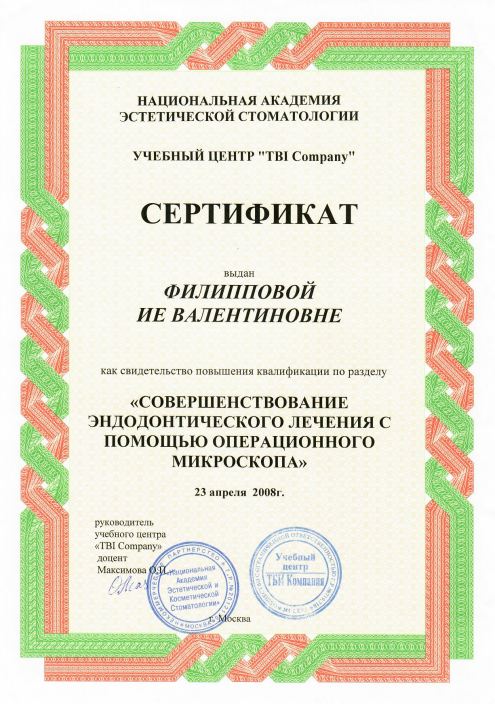 НАЦИОНАЛЬНАЯ АКАДЕМИЯ
ЭСТЕТИЧЕСКОЙ СТОМАТОЛОГИИ
УЧЕБНЫЙ ЦЕНТР "TBI Company"
СЕРТИФИКАТ
выдан
ФИЛИППОВОЙ
ИЕ ВАЛЕНТИНОВНЕ
как свидетельство повышения квалификации по разделу
«СОВЕРШЕНСТВОВАНИЕ
ЭНДОДОНТИЧЕСКОГО ЛЕЧЕНИЯ С
ПОМОЩЬЮ ОПЕРАЦИОННОГО
МИКРОСКОПА»
23 апреля 2008г.
руководитель
учебного центра
«TBI Company»
доцент
Максимова О.П.
Национальная
Академия
Эстетической и
Косметической
Стоматологии
Учебный
центр
ТБИ Компания
г. Москва